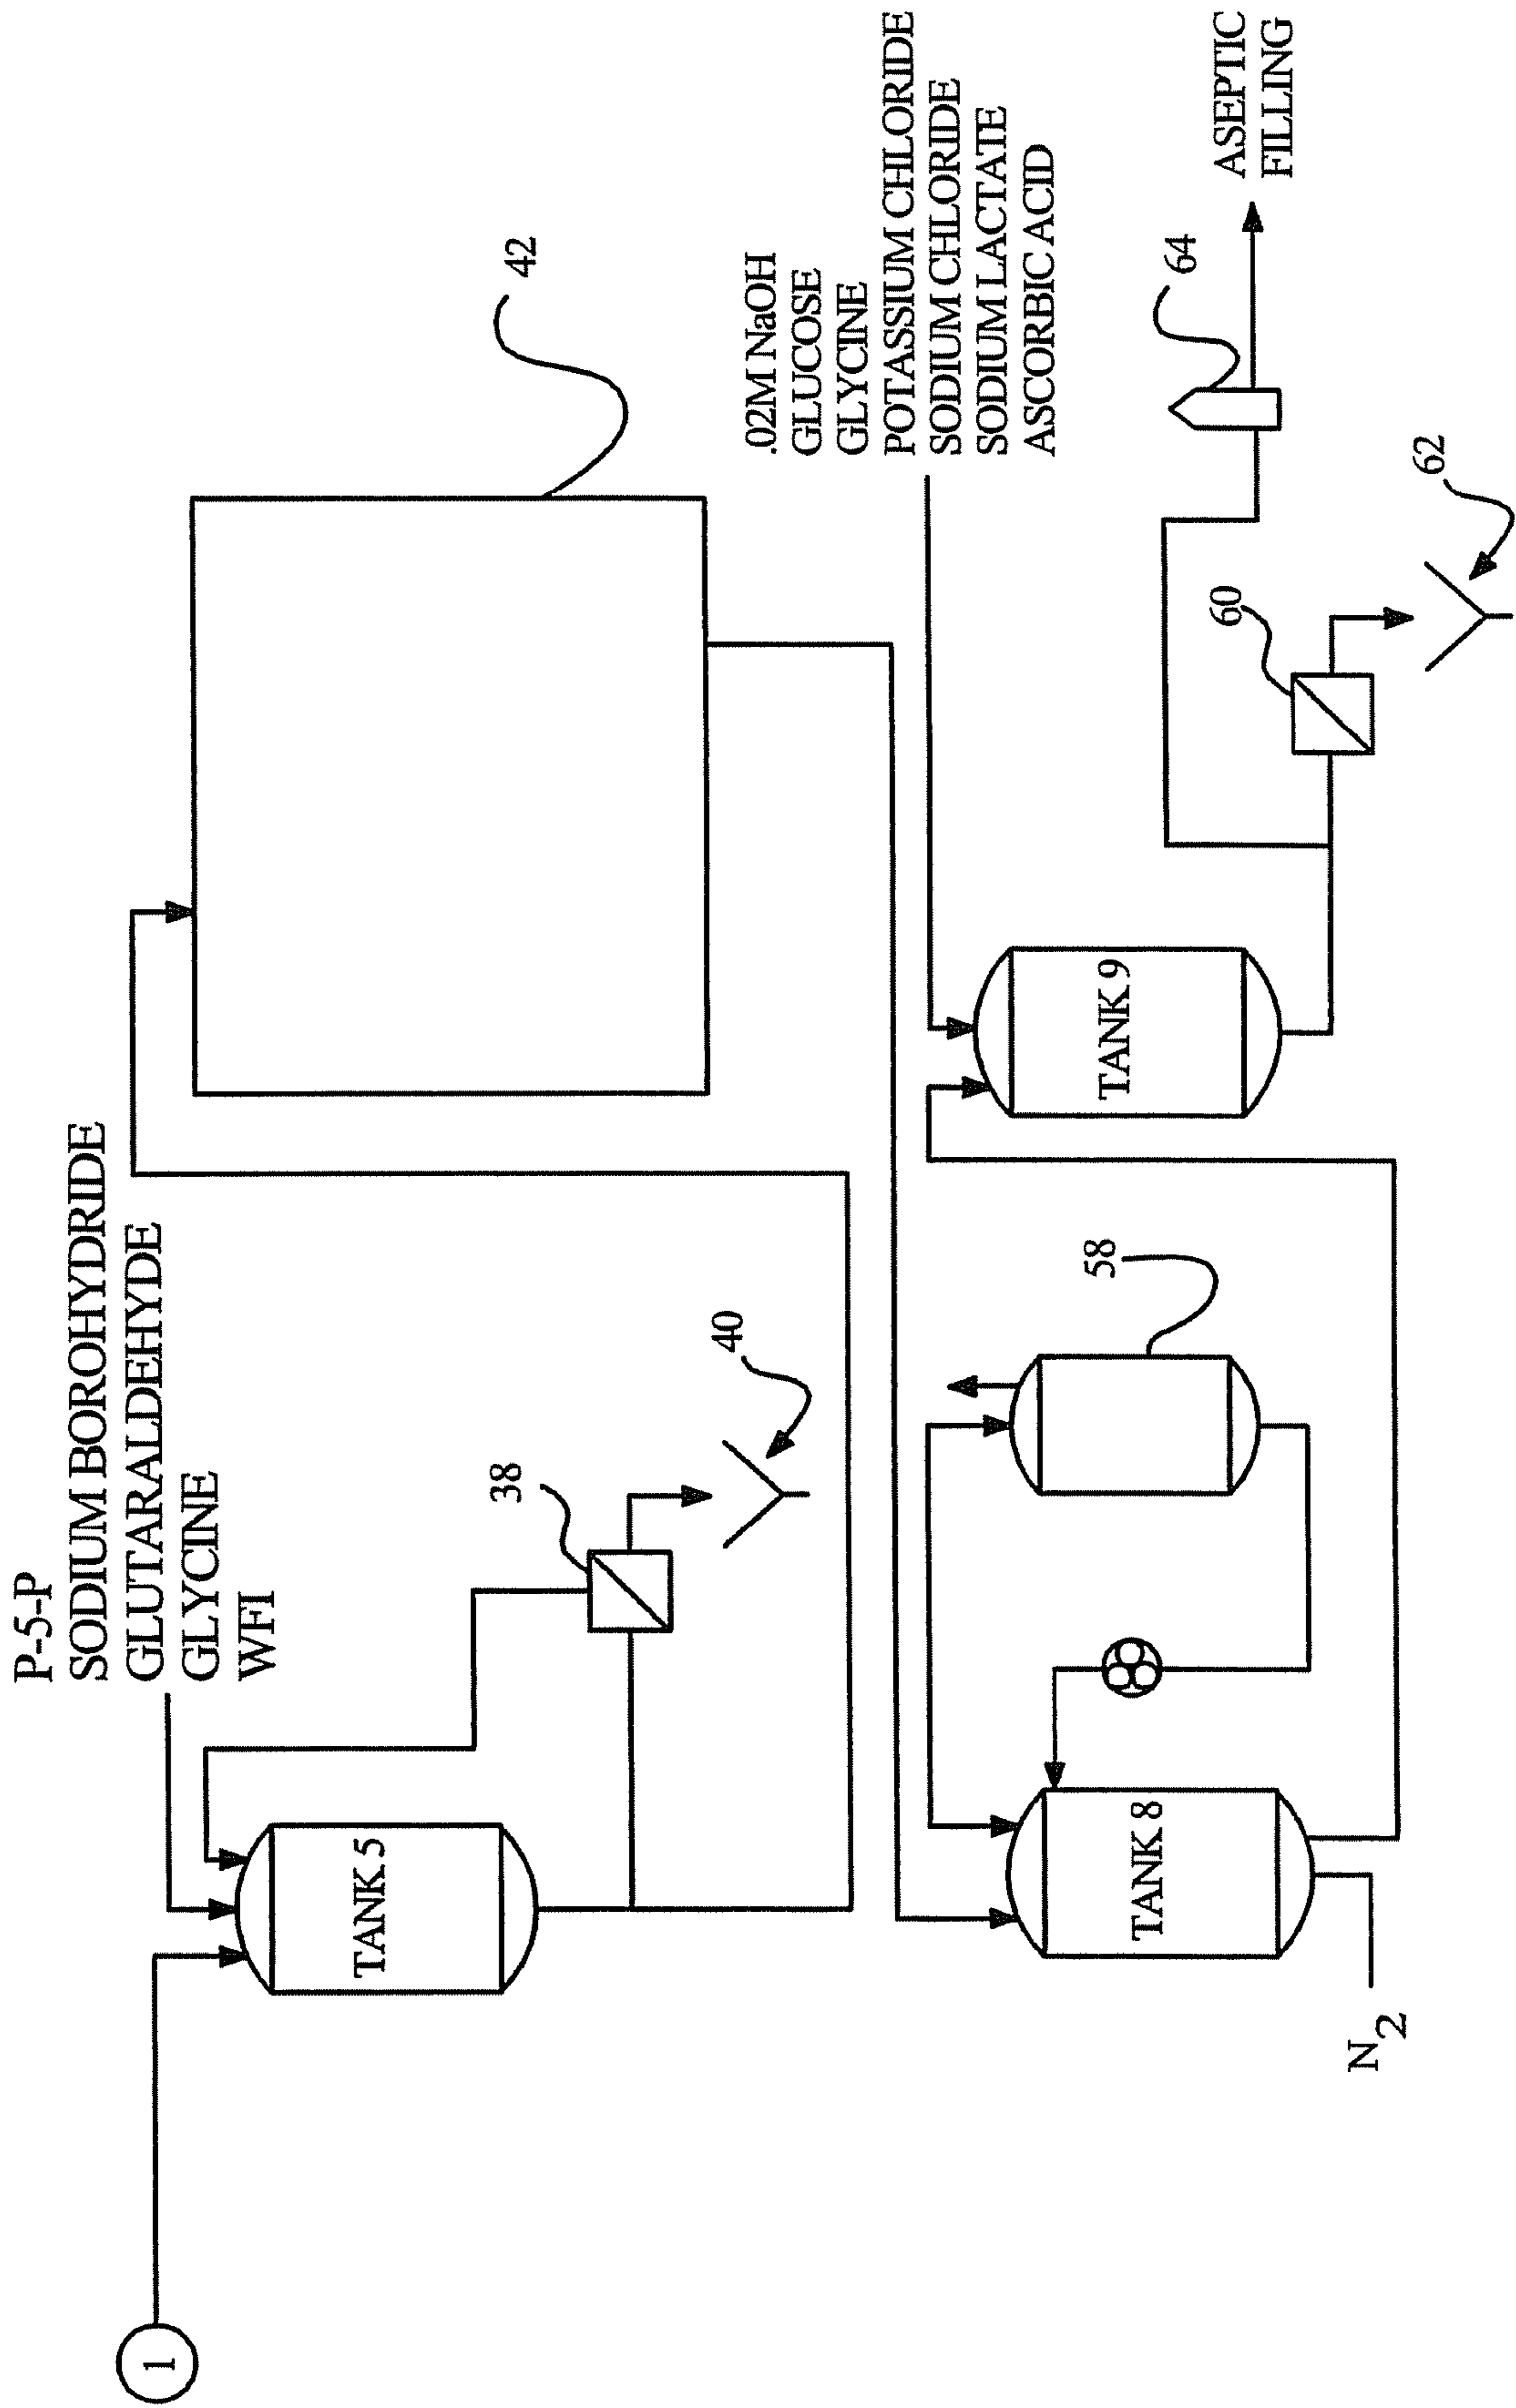 1
P-5-P
SODIUM BOROHYDRIDE
GLUTARALDEHYDE
GLYCINE
WFI
TANK 5
38
40
42
.02M NaOH
GLUCOSE
GLYCINE
POTASSIUM CHLORIDE
SODIUM CHLORIDE
SODIUM LACTATE
ASCORBIC ACID
N2
TANK 8
58
TANK 9
60
62
64
ASEPTIC
FILLING